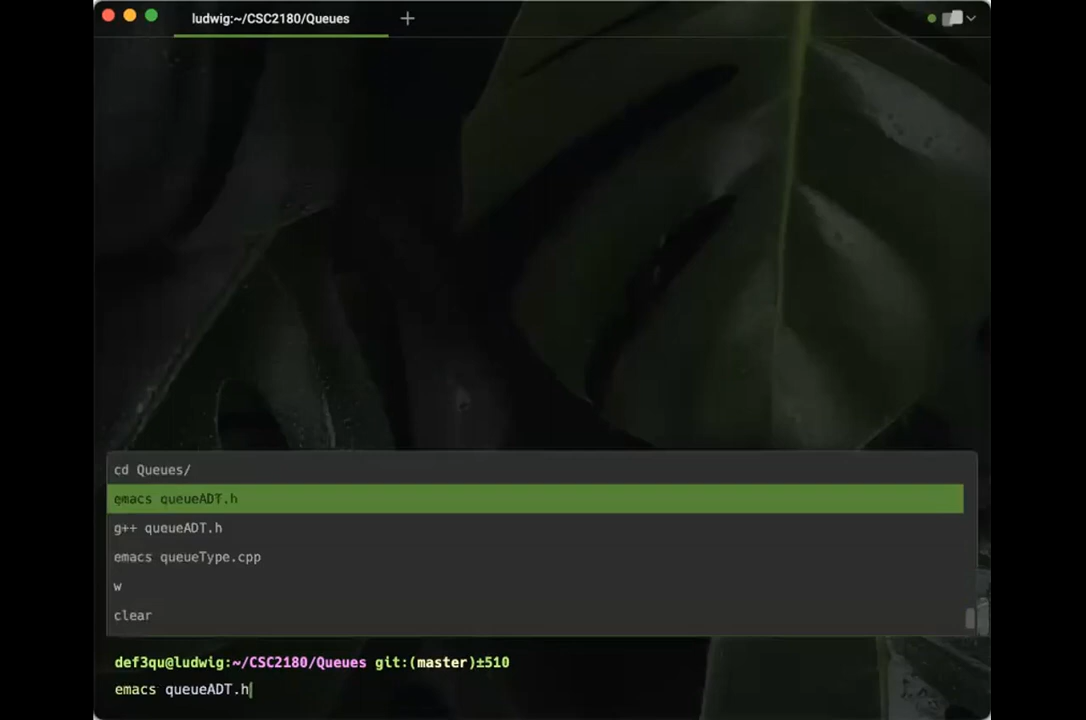 ludwig:~/CSC2180/Queues
cd Queues/
emacs queueADT.h
g++ queueADT.h
emacs queueType.cpp
w
clear
def3qu@ludwig:~/CSC2180/Queues git:(master)±510
emacs queueADT.h